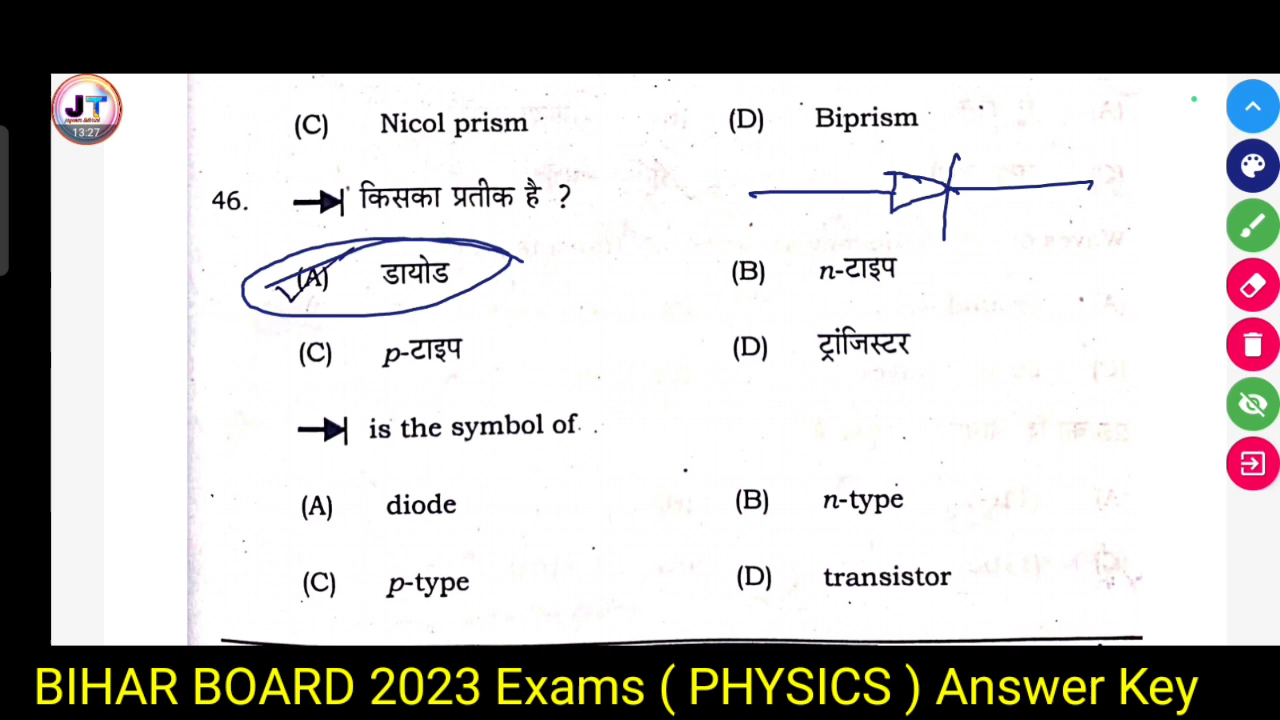 JT
13:27
(C) Nicol prism (D) Biprism
46. किसका प्रतीक है ?
(A) डायोड (B) n-टाइप
(C) p-टाइप (D) ट्रांजिस्टर
is the symbol of
(A) diode (B) n-type
(C) p-type (D) transistor
BIHAR BOARD 2023 Exams ( PHYSICS ) Answer Key